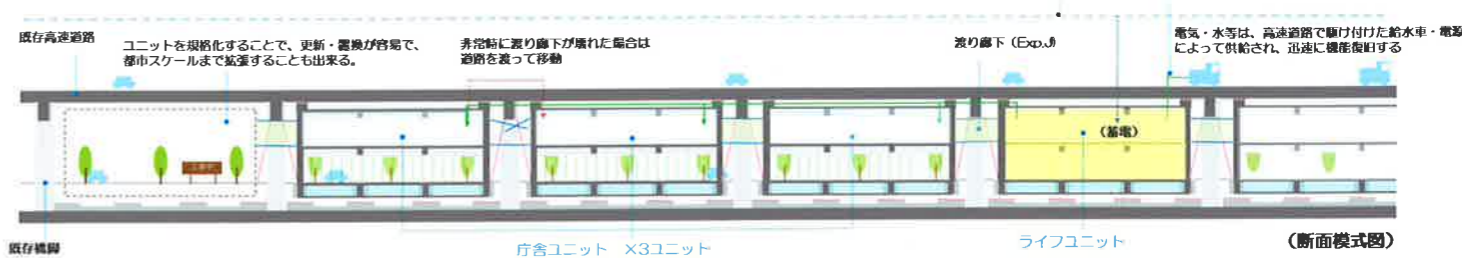 既存高速道路
ユニットを規格化することで、更新・置換が容易で、
都市スケールまで拡張することも出来る。
非常時に渡り廊下が壊れた場合は
道路を渡って移動
渡り廊下（Exp.J）
電気・水等は、高速道路で駆け付けた給水車・電源
によって供給され、迅速に機能復旧する
（蓄電）
既存橋脚
庁舎ユニット ×3ユニット
ライフユニット
（断面模式図）